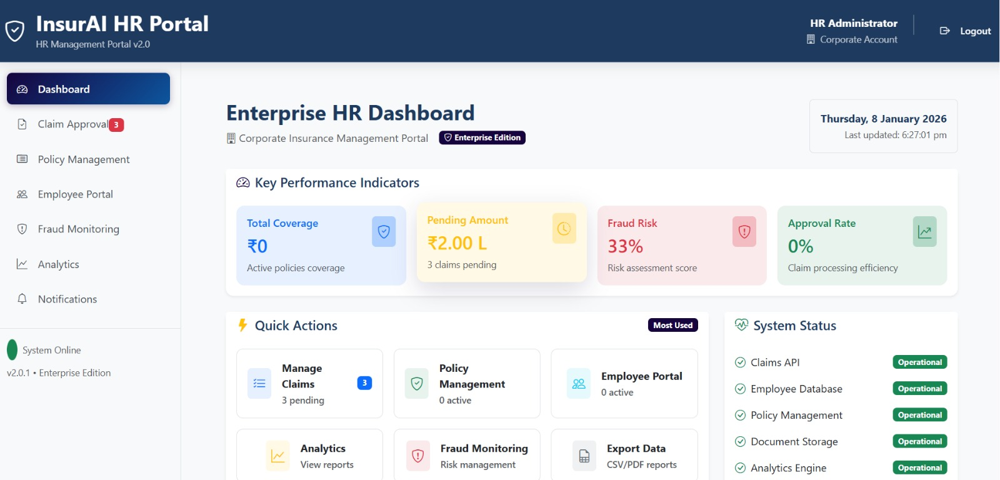 InsurAI HR Portal
HR Management Portal v2.0
HR Administrator
Corporate Account
Logout
Dashboard
Claim Approval 3
Policy Management
Employee Portal
Fraud Monitoring
Analytics
Notifications
System Online
v2.0.1 • Enterprise Edition
Enterprise HR Dashboard
Corporate Insurance Management Portal
Enterprise Edition
Thursday, 8 January 2026
Last updated: 6:27:01 pm
Key Performance Indicators
Total Coverage
₹0
Active policies coverage
Pending Amount
₹2.00 L
3 claims pending
Fraud Risk
33%
Risk assessment score
Approval Rate
0%
Claim processing efficiency
Quick Actions
Most Used
Manage
Claims
3 pending
3
Policy
Management
0 active
Employee Portal
0 active
Analytics
View reports
Fraud Monitoring
Risk management
Export Data
CSV/PDF reports
System Status
Claims API Operational
Employee Database Operational
Policy Management Operational
Document Storage Operational
Analytics Engine Operational